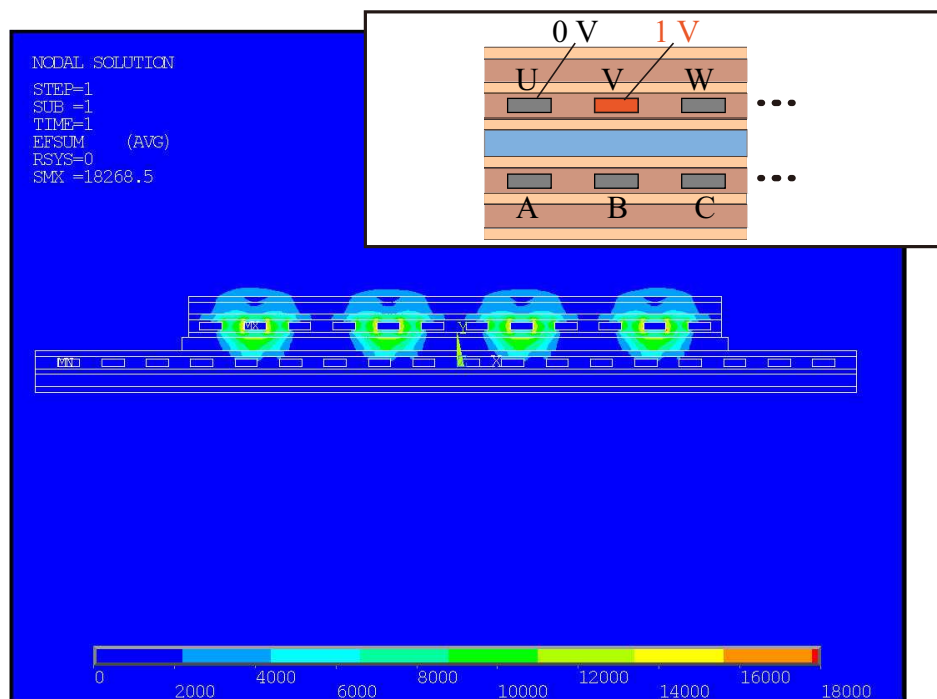 0 V
1 V
U
V
W
A
B
C
NODAL SOLUTION
STEP=1
SUB =1
TIME=1
EFSUM (AVG)
RSYS=0
SMX =18268.5
MX
Y
MN
X
0
2000
4000
6000
8000
10000
12000
14000
16000
18000